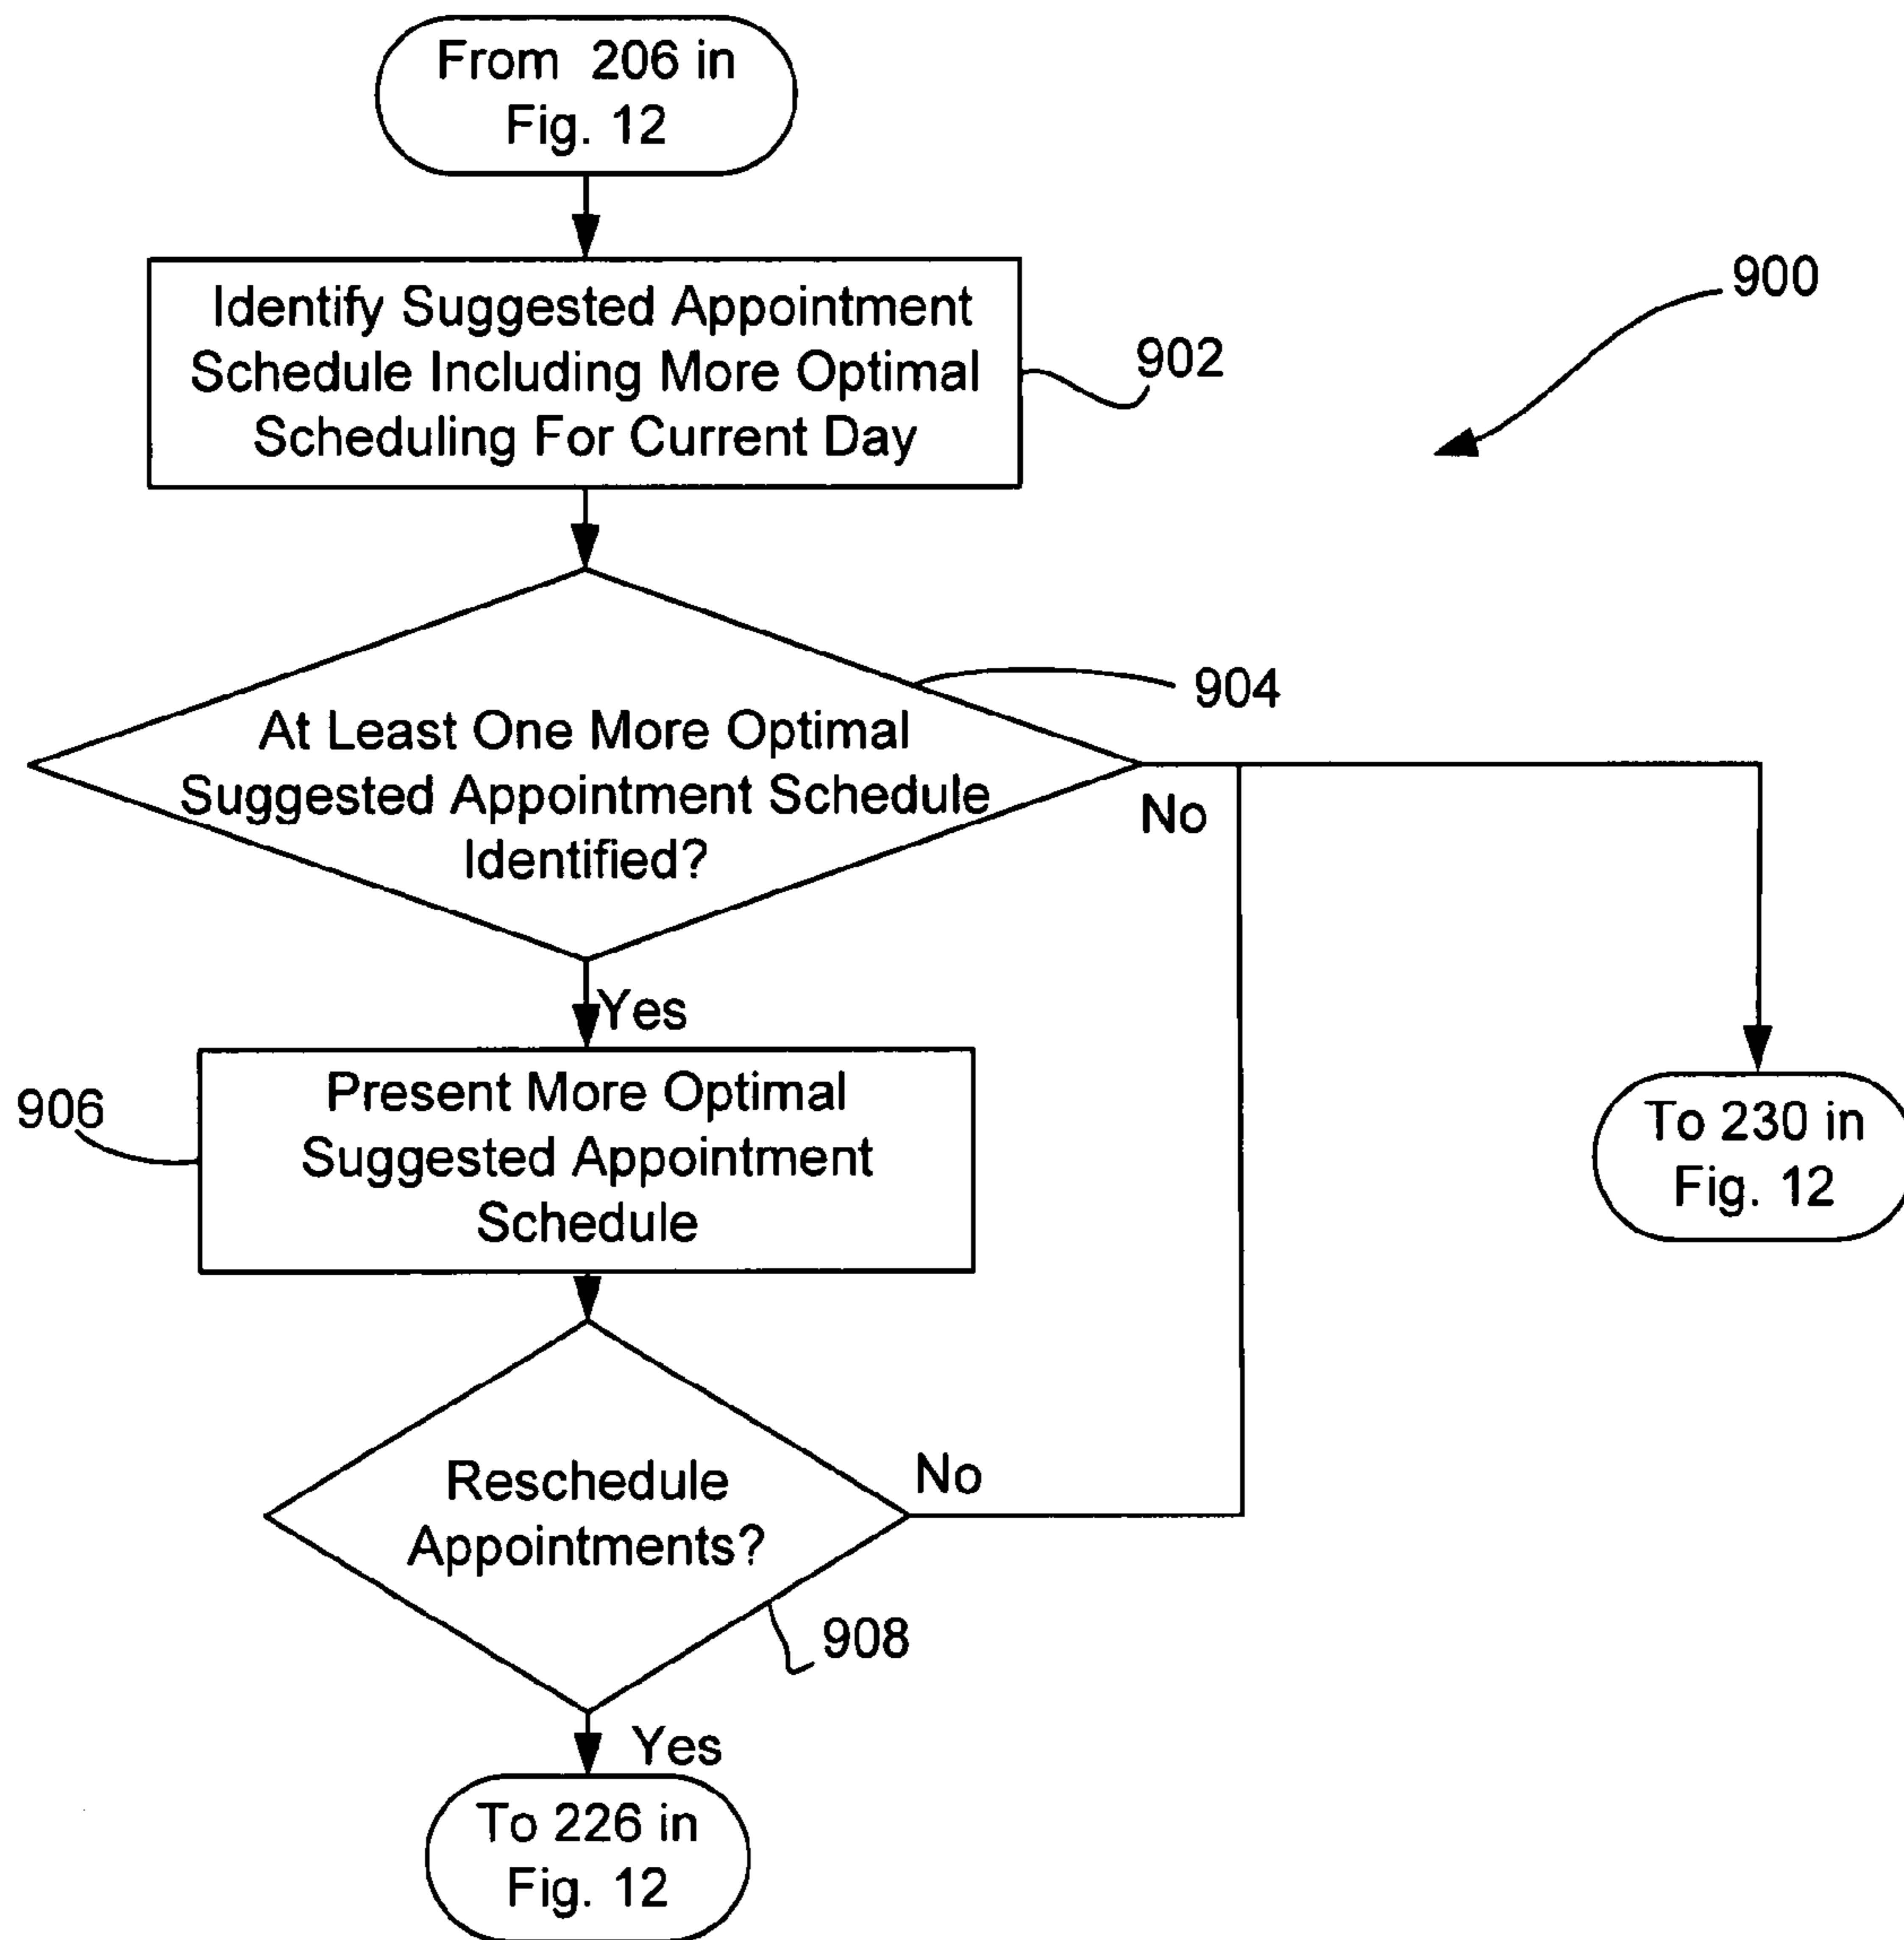 From 206 in
Fig. 12
Identify Suggested Appointment
Schedule Including More Optimal
Scheduling For Current Day
900
902
904
At Least One More Optimal
Suggested Appointment Schedule
Identified?
No
Yes
906
Present More Optimal
Suggested Appointment
Schedule
To 230 in
Fig. 12
Reschedule
Appointments?
No
908
Yes
To 226 in
Fig. 12